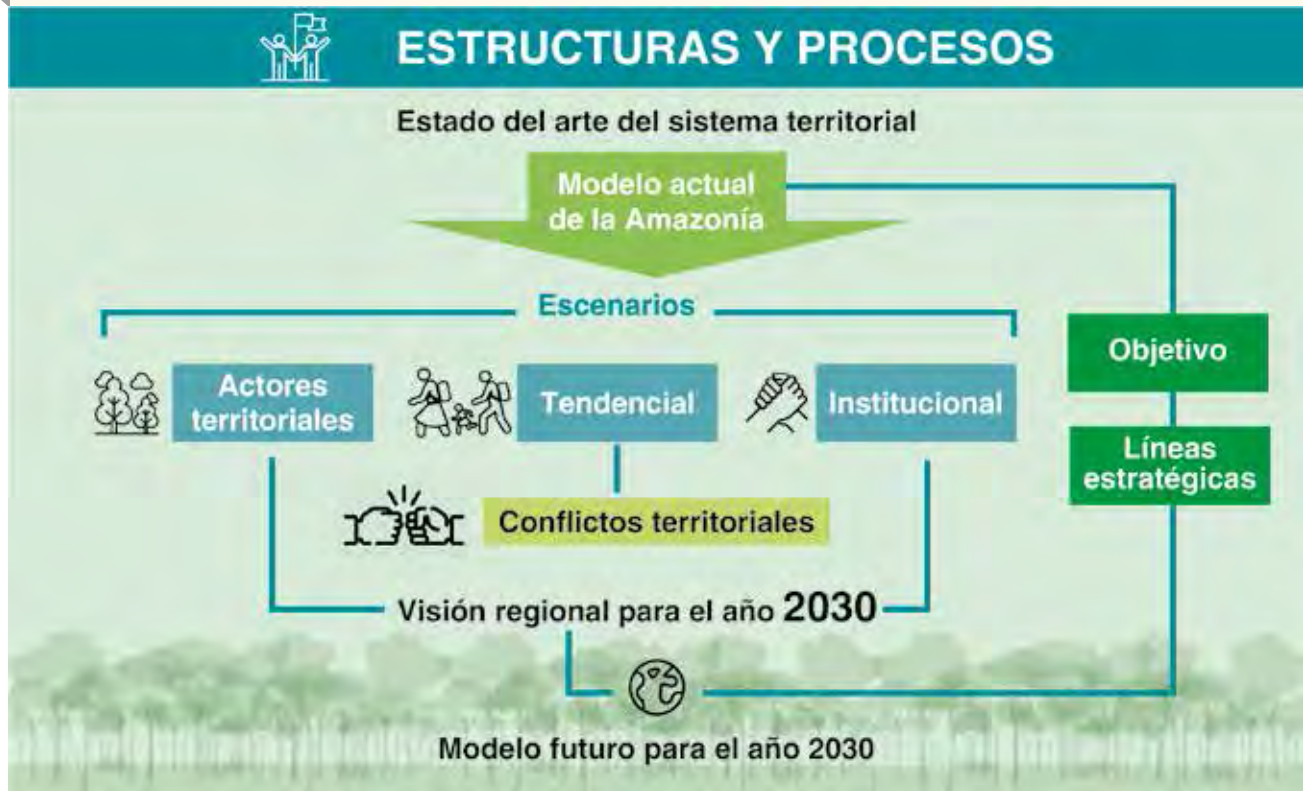 ESTRUCTURAS Y PROCESOS
Estado del arte del sistema territorial
Modelo actual
de la Amazonía
Escenarios
Actores
territoriales
Tendencial
Institucional
Objetivo
Líneas
estratégicas
Conflictos territoriales
Visión regional para el año 2030
Modelo futuro para el año 2030